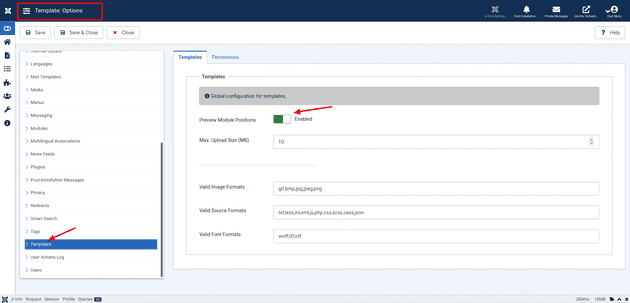 Template: Options
Post Installation
Private Messages
User Menu
Save
Save & Close
Close
Help
Languages
Mail Templates
Media
Menus
Messaging
Modules
Multilingual Associations
News Feeds
Plugins
Post-installation Messages
Privacy
Redirects
Smart Search
Tags
Templates
User Actions Log
Users
Templates
Permissions
Templates
Global configuration for templates.
Preview Module Positions
Enabled
Max. Upload Size (MB)
10
Valid Image Formats
gif,bmp,jpg,jpeg,png
Valid Source Formats
txt,less,ini,xml,js,php,css,scss,sass,json
Valid Font Formats
woff,ttf,otf
Info Request Session Profile Queries